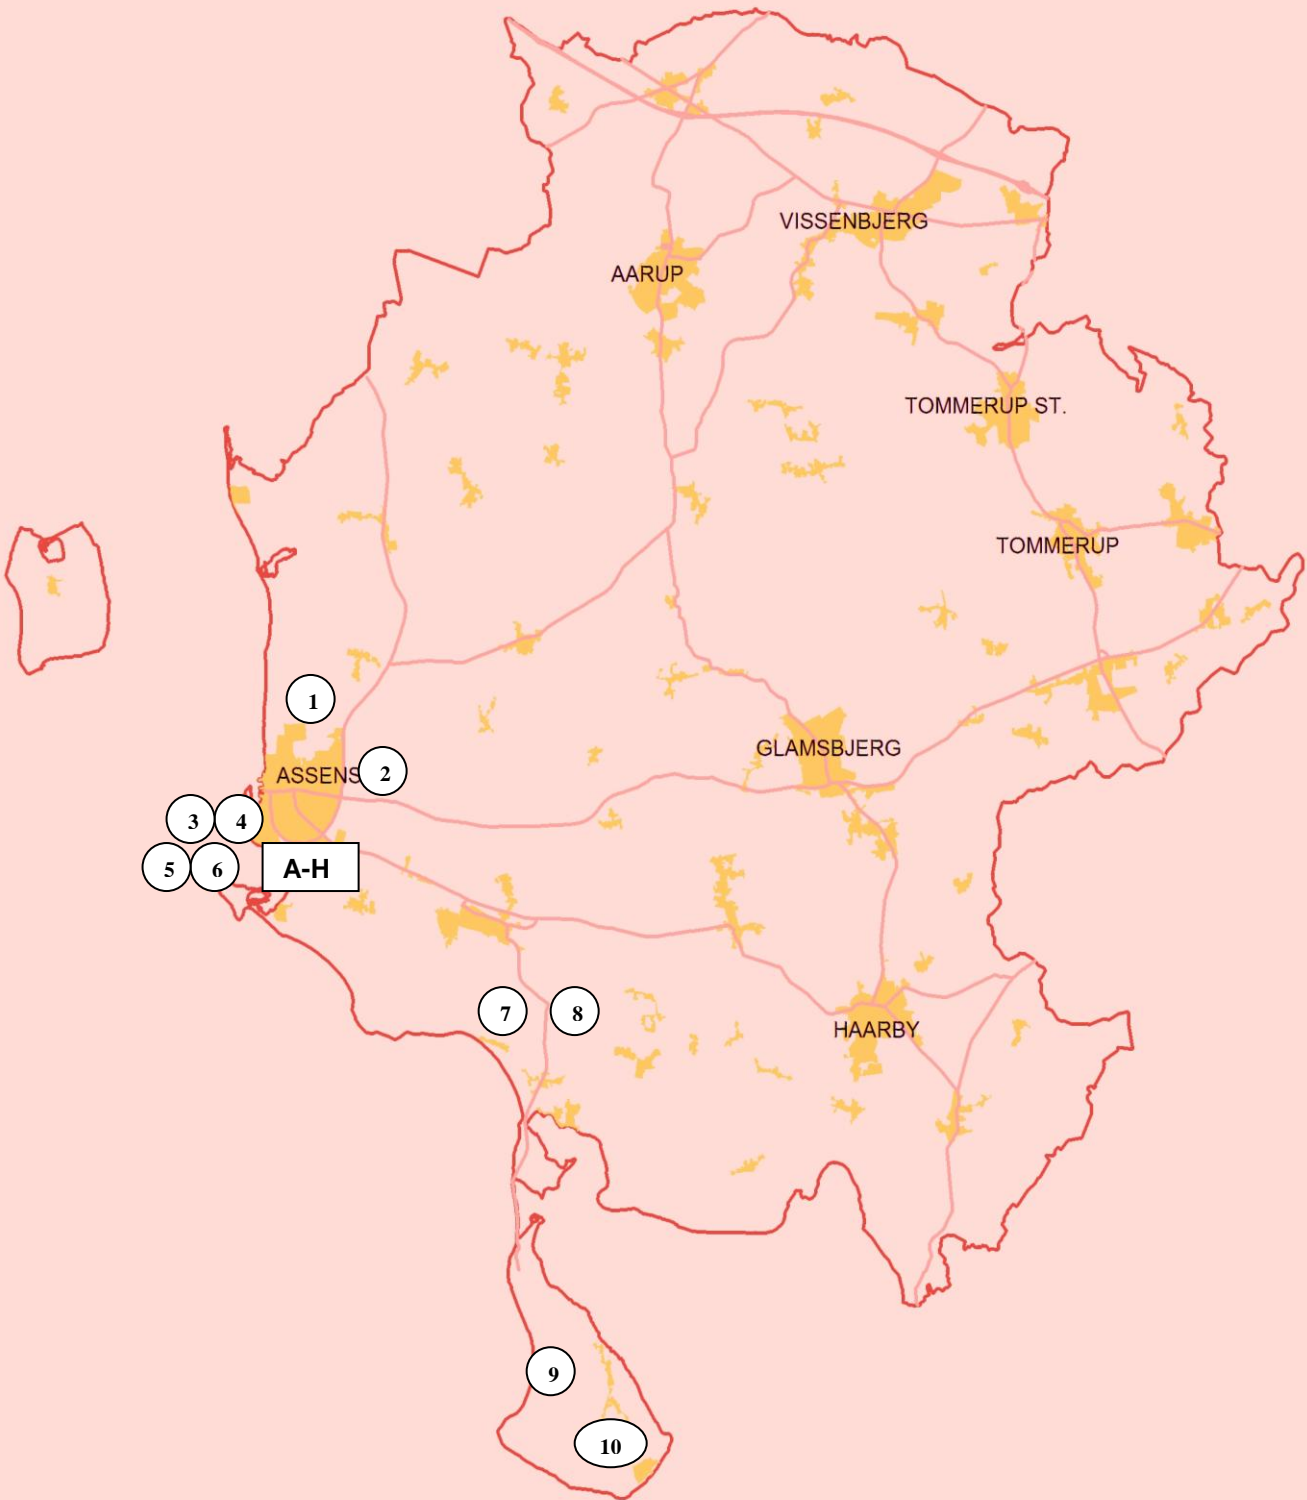 VISSENBJERG
AARUP
TOMMERUP ST.
TOMMERUP
1
GLAMSBJERG
ASSENS
2
3
4
5
6
A-H
7
8
HAARBY
9
10